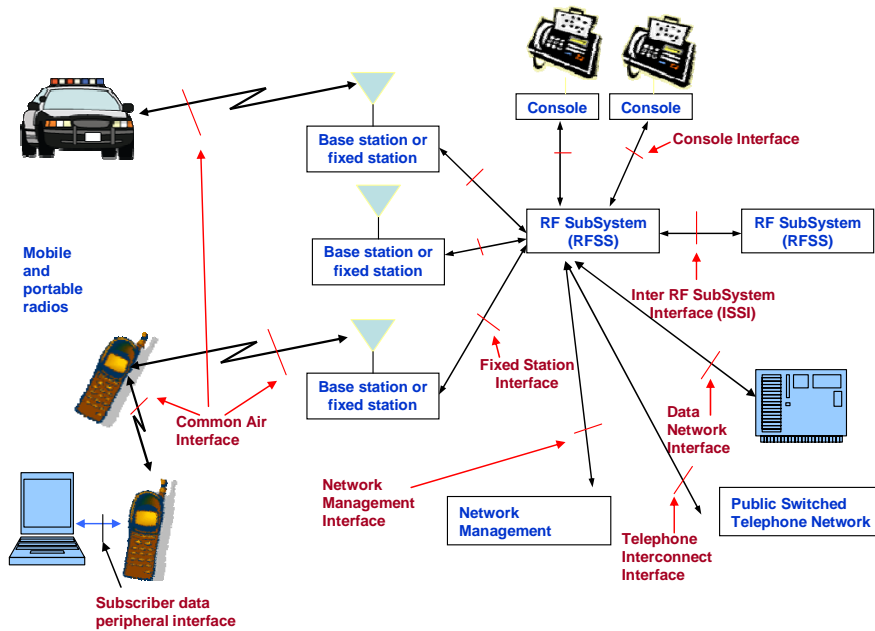 Console
Console
Console Interface
Base station or
fixed station
Base station or
fixed station
RF SubSystem
(RFSS)
RF SubSystem
(RFSS)
Mobile
and
portable
radios
Inter RF SubSystem
Interface (ISSI)
Fixed Station
Interface
Base station or
fixed station
Common Air
Interface
Data
Network
Interface
Network
Management
Interface
Network
Management
Public Switched
Telephone Network
Telephone
Interconnect
Interface
Subscriber data
peripheral interface